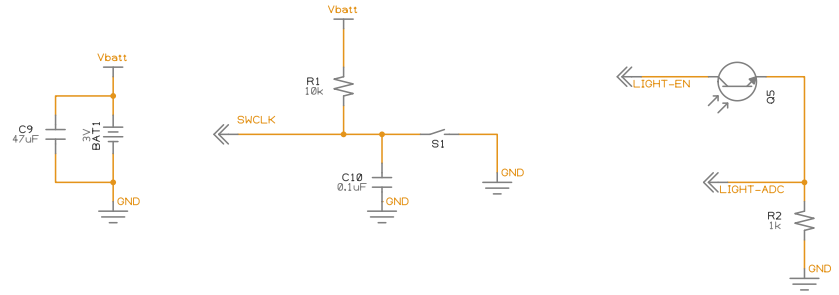 Vbatt
C9
47uF
3V
BAT1
GND
Vbatt
R1
10k
SWCLK
S1
C10
0.1uF
GND
GND
LIGHT-EN
Q5
LIGHT-ADC
R2
1k
GND